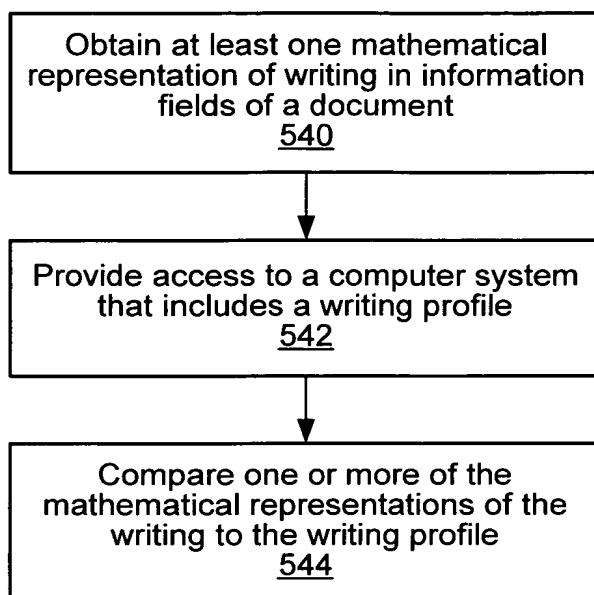 Obtain at least one mathematical
representation of writing in information
fields of a document
540
Provide access to a computer system
that includes a writing profile
542
Compare one or more of the
mathematical representations of the
writing to the writing profile
544